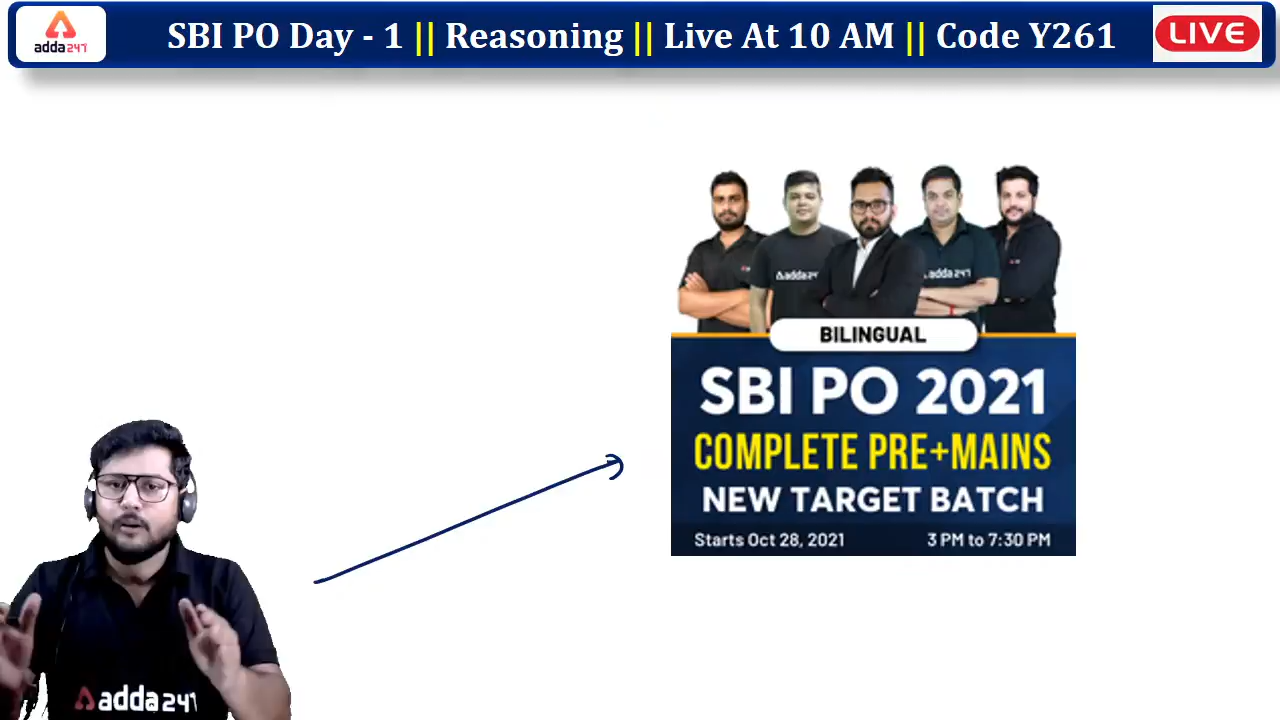 adda247
SBI PO Day - 1 || Reasoning || Live At 10 AM || Code Y261
LIVE
adda247
adda247
BILINGUAL
SBI PO 2021
COMPLETE PRE+MAINS
NEW TARGET BATCH
Starts Oct 28, 2021 3 PM to 7:30 PM
adda247